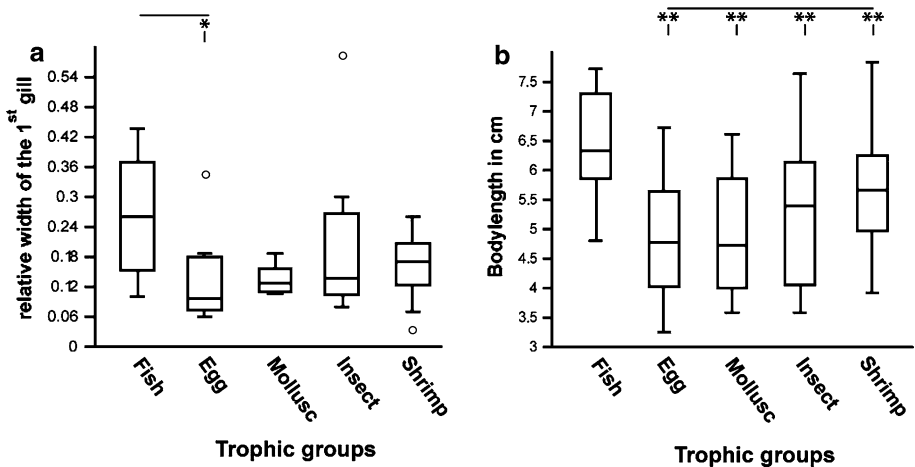 *
a
relative width of the 1st gill
0.54
0.48
0.42
0.36
0.3
0.24
0.18
0.12
0.06
0
Fish
Egg
Mollusc
Insect
Shrimp
Trophic groups
** ** ** **
b
Bodylength in cm
7.5
7
6.5
6
5.5
5
4.5
4
3.5
3
Fish
Egg
Mollusc
Insect
Shrimp
Trophic groups